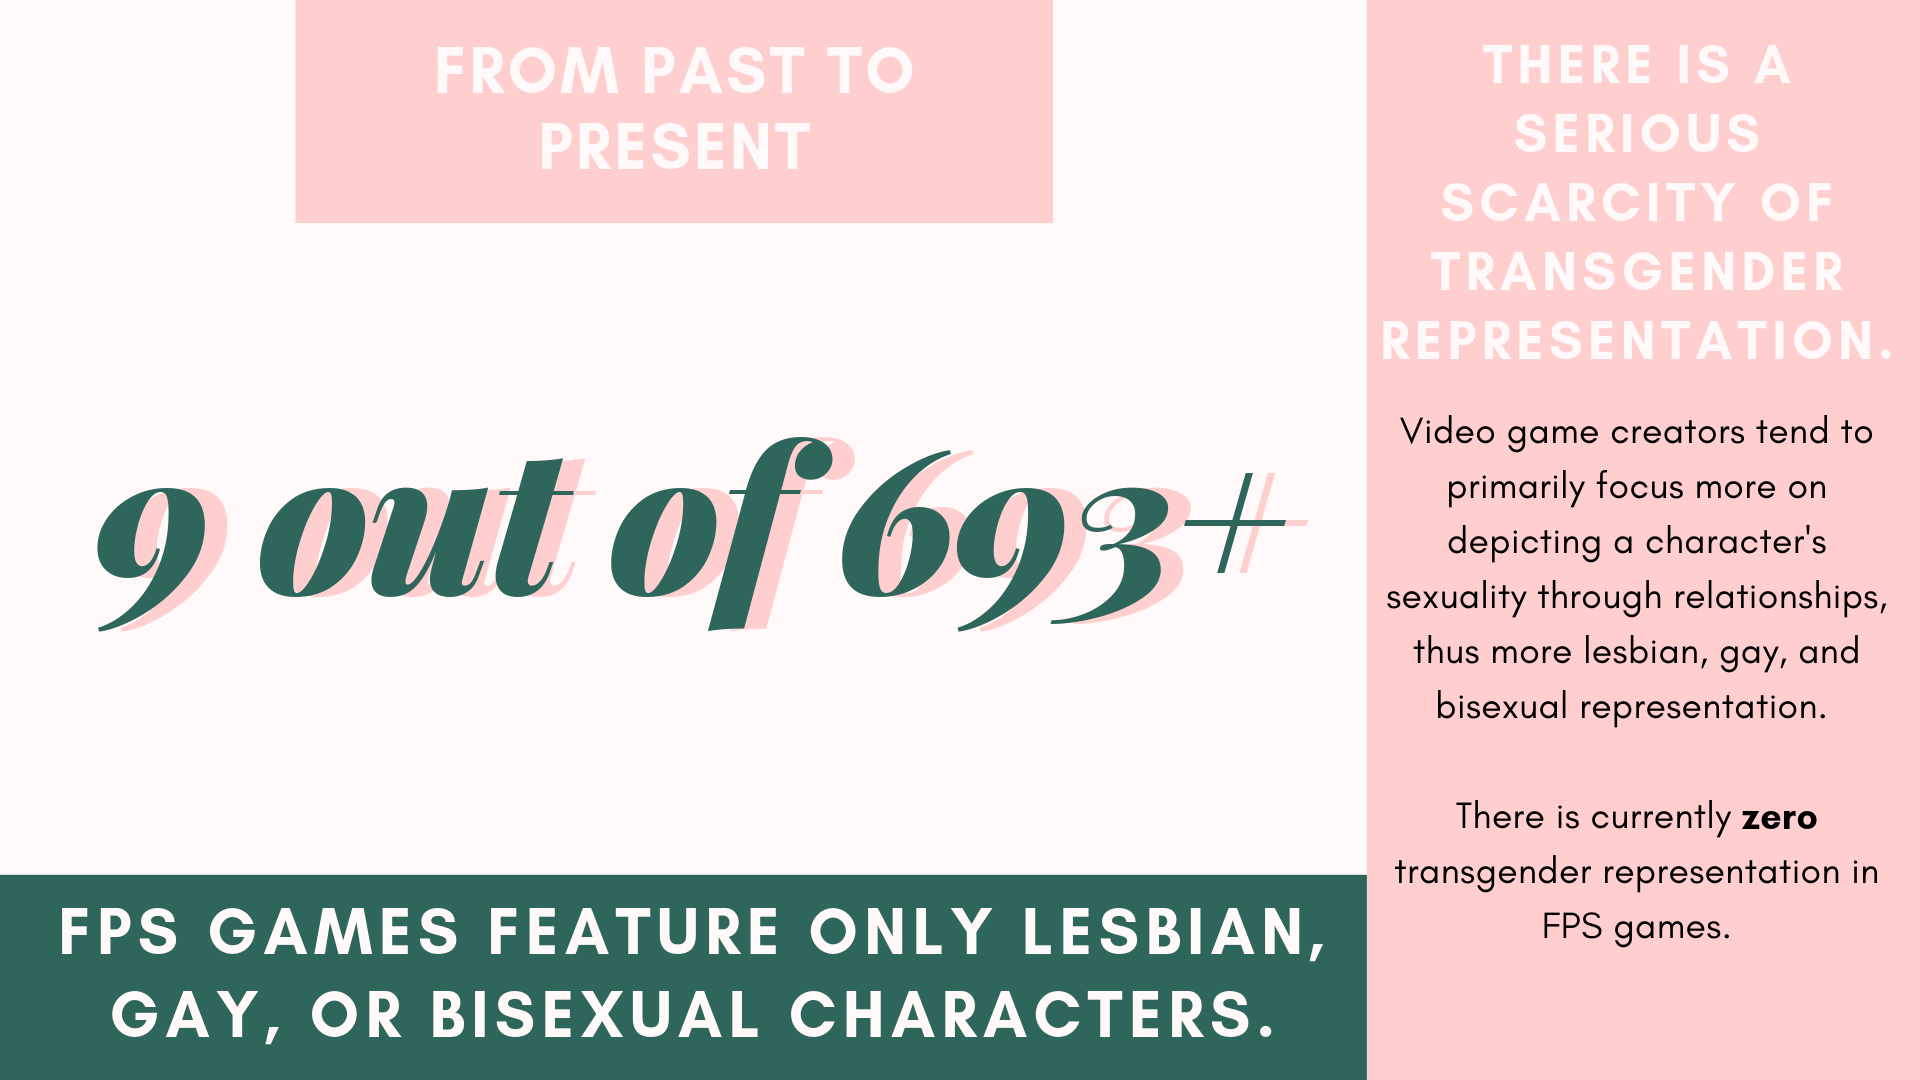 FROM PAST TO
PRESENT
9 out of 693+
FPS GAMES FEATURE ONLY LESBIAN,
GAY, OR BISEXUAL CHARACTERS.
THERE IS A
SERIOUS
SCARCITY OF
TRANSGENDER
REPRESENTATION.
Video game creators tend to
primarily focus more on
depicting a character's
sexuality through relationships,
thus more lesbian, gay, and
bisexual representation.
There is currently zero
transgender representation in
FPS games.